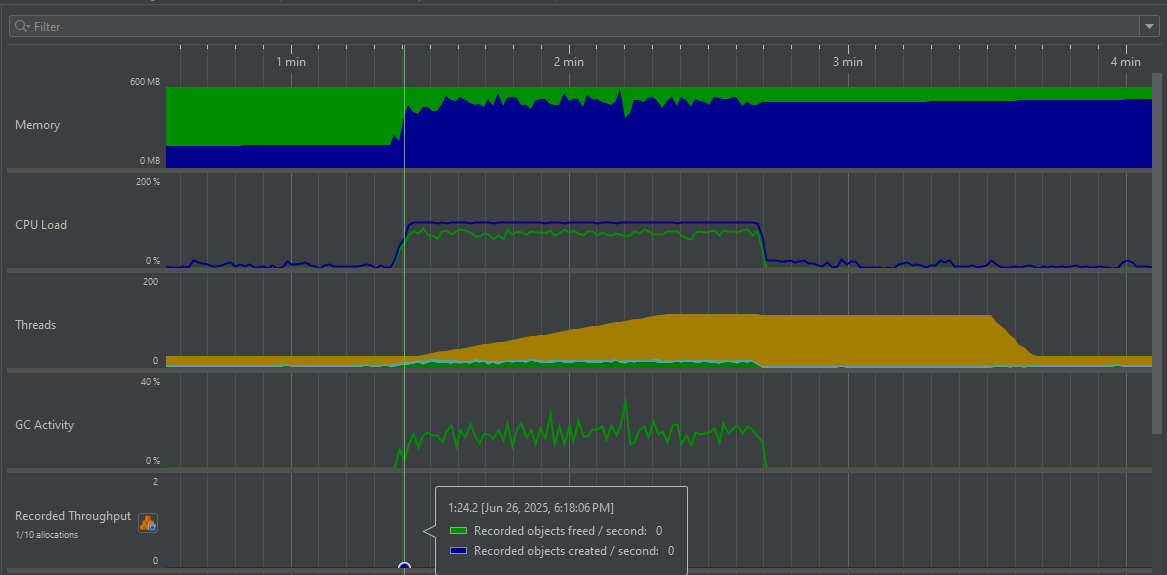 Filter
1 min 2 min 3 min 4 min
600 MB
Memory
0 MB
200 %
CPU Load
0 %
200
Threads
0
40 %
GC Activity
0 %
2
Recorded Throughput
1/10 allocations
0
1:24.2 [Jun 26, 2025, 6:18:06 PM]
Recorded objects freed / second: 0
Recorded objects created / second: 0